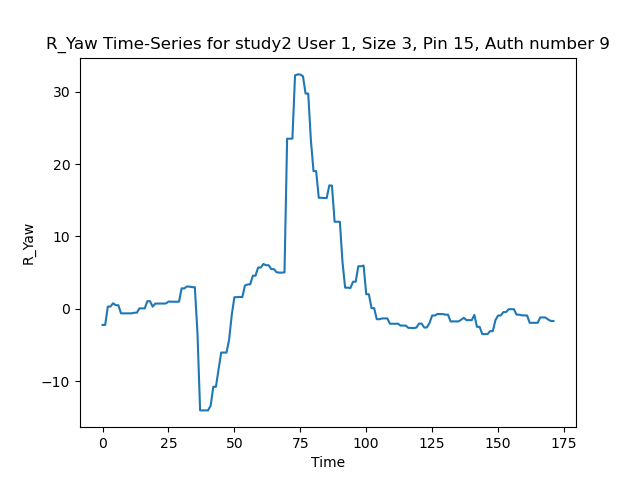 R_Yaw Time-Series for study2 User 1, Size 3, Pin 15, Auth number 9
30
20
10
0
−10
R_Yaw
0 25 50 75 100 125 150 175
Time